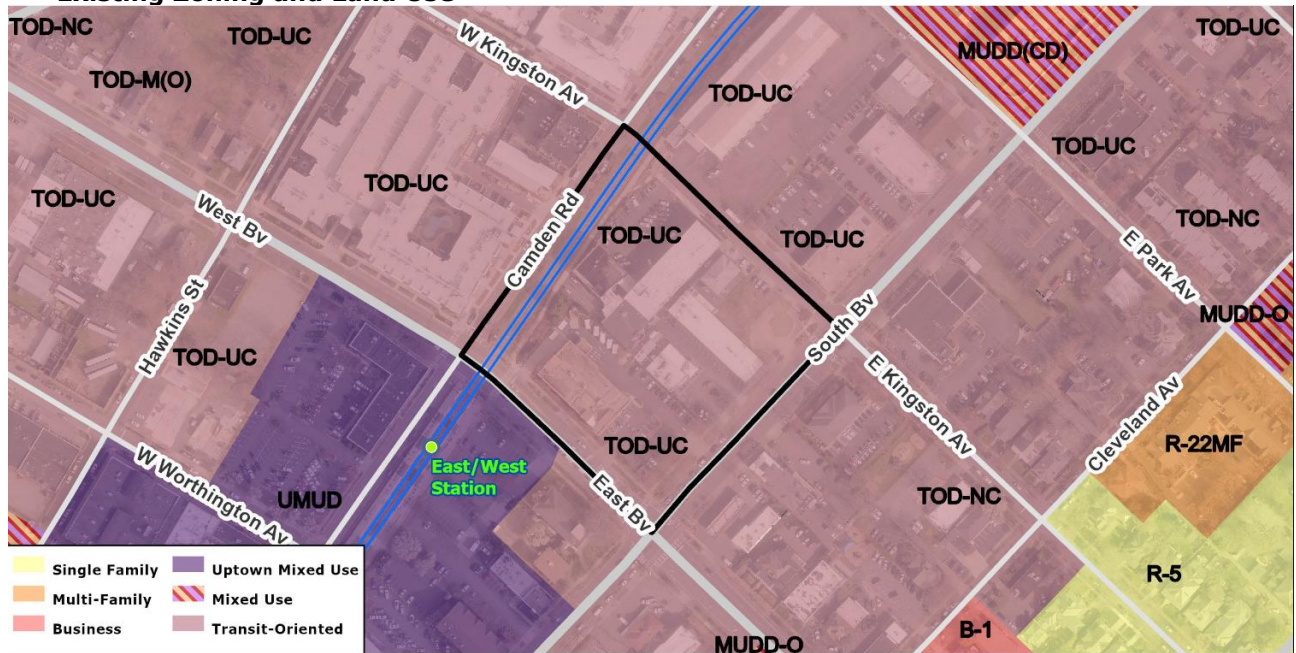 TOD-NC
TOD-UC
TOD-M(O)
W Kingston Av
TOD-UC
MUDD(CD)
TOD-UC
TOD-UC
TOD-UC
West Bv
TOD-UC
Camden Rd
TOD-UC
TOD-UC
TOD-NC
E Park Av
Hawkins St
TOD-UC
South Bv
MUDD-O
E Kingston Av
Cleveland Av
R-22MF
East/West
Station
TOD-UC
East Bv
W Worthington Av
UMUD
TOD-NC
R-5
B-1
MUDD-O
Single Family
Uptown Mixed Use
Multi-Family
Mixed Use
Business
Transit-Oriented